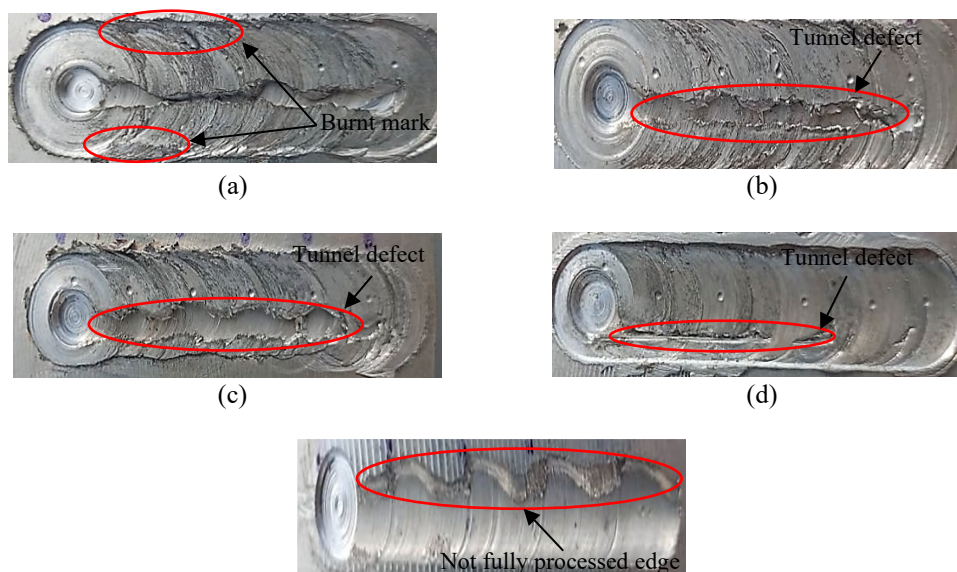 Burnt mark
(a)
Tunnel defect
(b)
Tunnel defect
(c)
Tunnel defect
(d)
Not fully processed edge